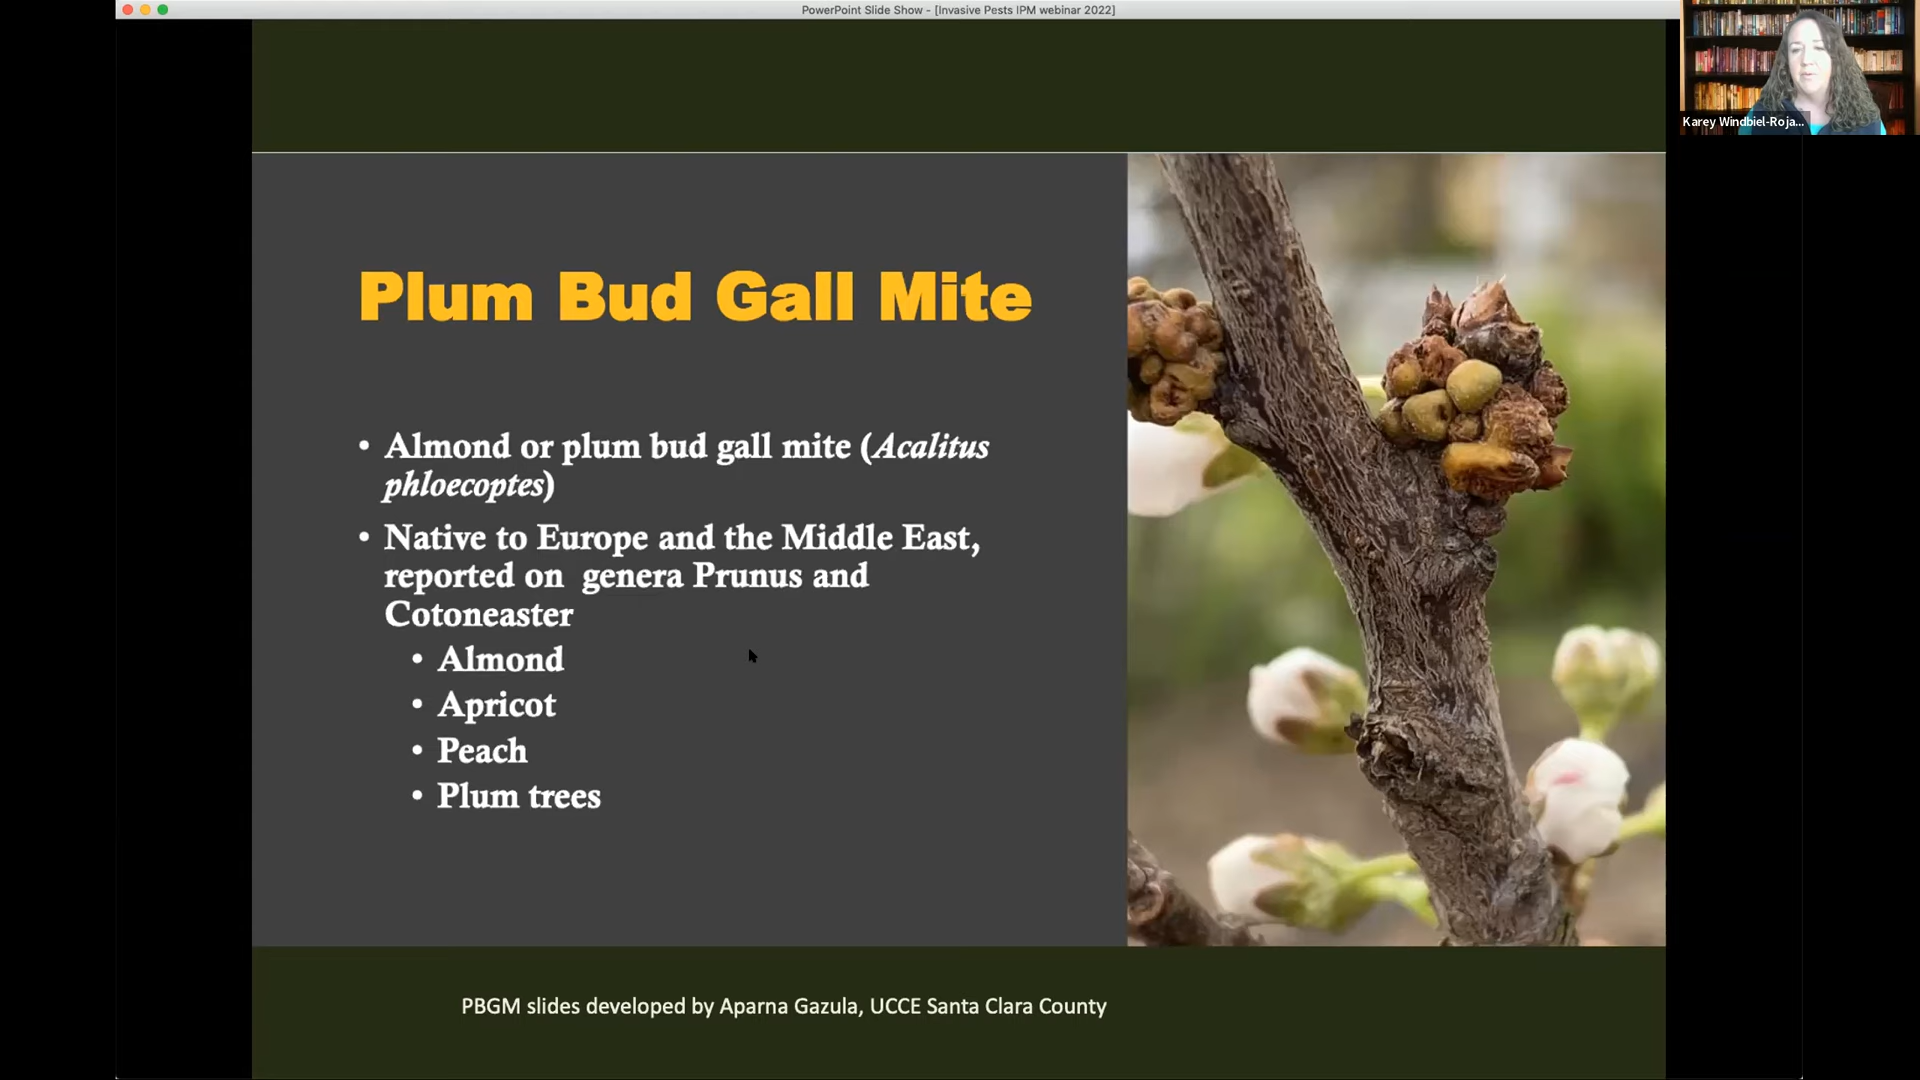 PowerPoint Slide Show - [Invasive Pests IPM webinar 2022]
Karey Windbiel-Roja...
Plum Bud Gall Mite
• Almond or plum bud gall mite (Acalitus
phloecoptes)
• Native to Europe and the Middle East,
reported on genera Prunus and
Cotoneaster
• Almond
• Apricot
• Peach
• Plum trees
PBGM slides developed by Aparna Gazula, UCCE Santa Clara County